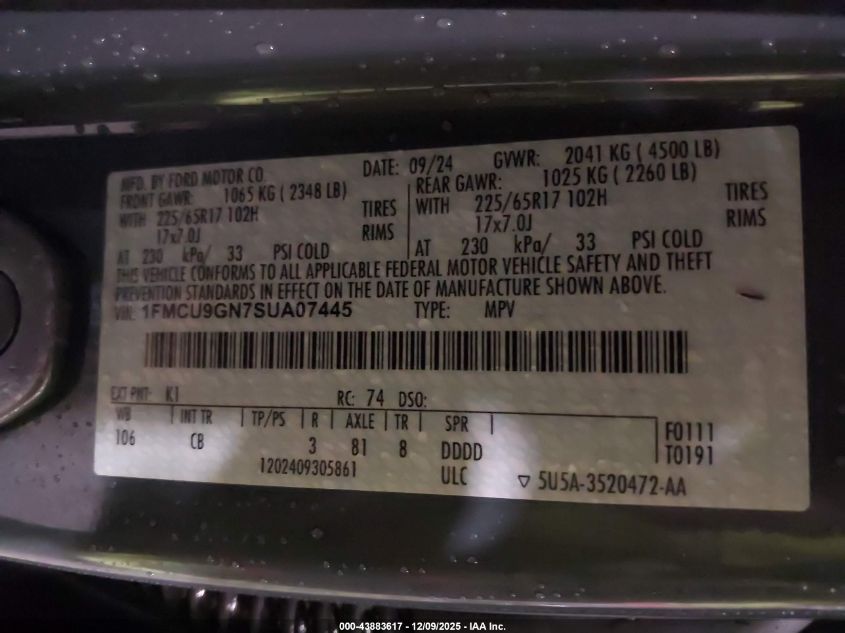 MFD. BY FORD MOTOR CO. DATE: 09/24 GVWR: 2041 KG ( 4500 LB)
FRONT GAWR: 1065 KG ( 2348 LB) REAR GAWR: 1025 KG ( 2260 LB)
WITH 225/65R17 102H TIRES WITH 225/65R17 102H TIRES
17x7.0J RIMS 17x7.0J RIMS
AT 230 kPa/ 33 PSI COLD AT 230 kPa/ 33 PSI COLD
THIS VEHICLE CONFORMS TO ALL APPLICABLE FEDERAL MOTOR VEHICLE SAFETY AND THEFT
PREVENTION STANDARDS IN EFFECT ON THE DATE OF MANUFACTURE SHOWN ABOVE.
VIN: 1FMCU9GN7SUA07445 TYPE: MPV
EXT PNT: K1 RC: 74 DSO:
WB INT TR TP/PS R AXLE TR SPR
106 CB 3 81 8 DDDD
F0111
T0191
1202409305861 ULC ▽ 5U5A-3520472-AA
000-43883617 • 12/09/2025 - IAA Inc.